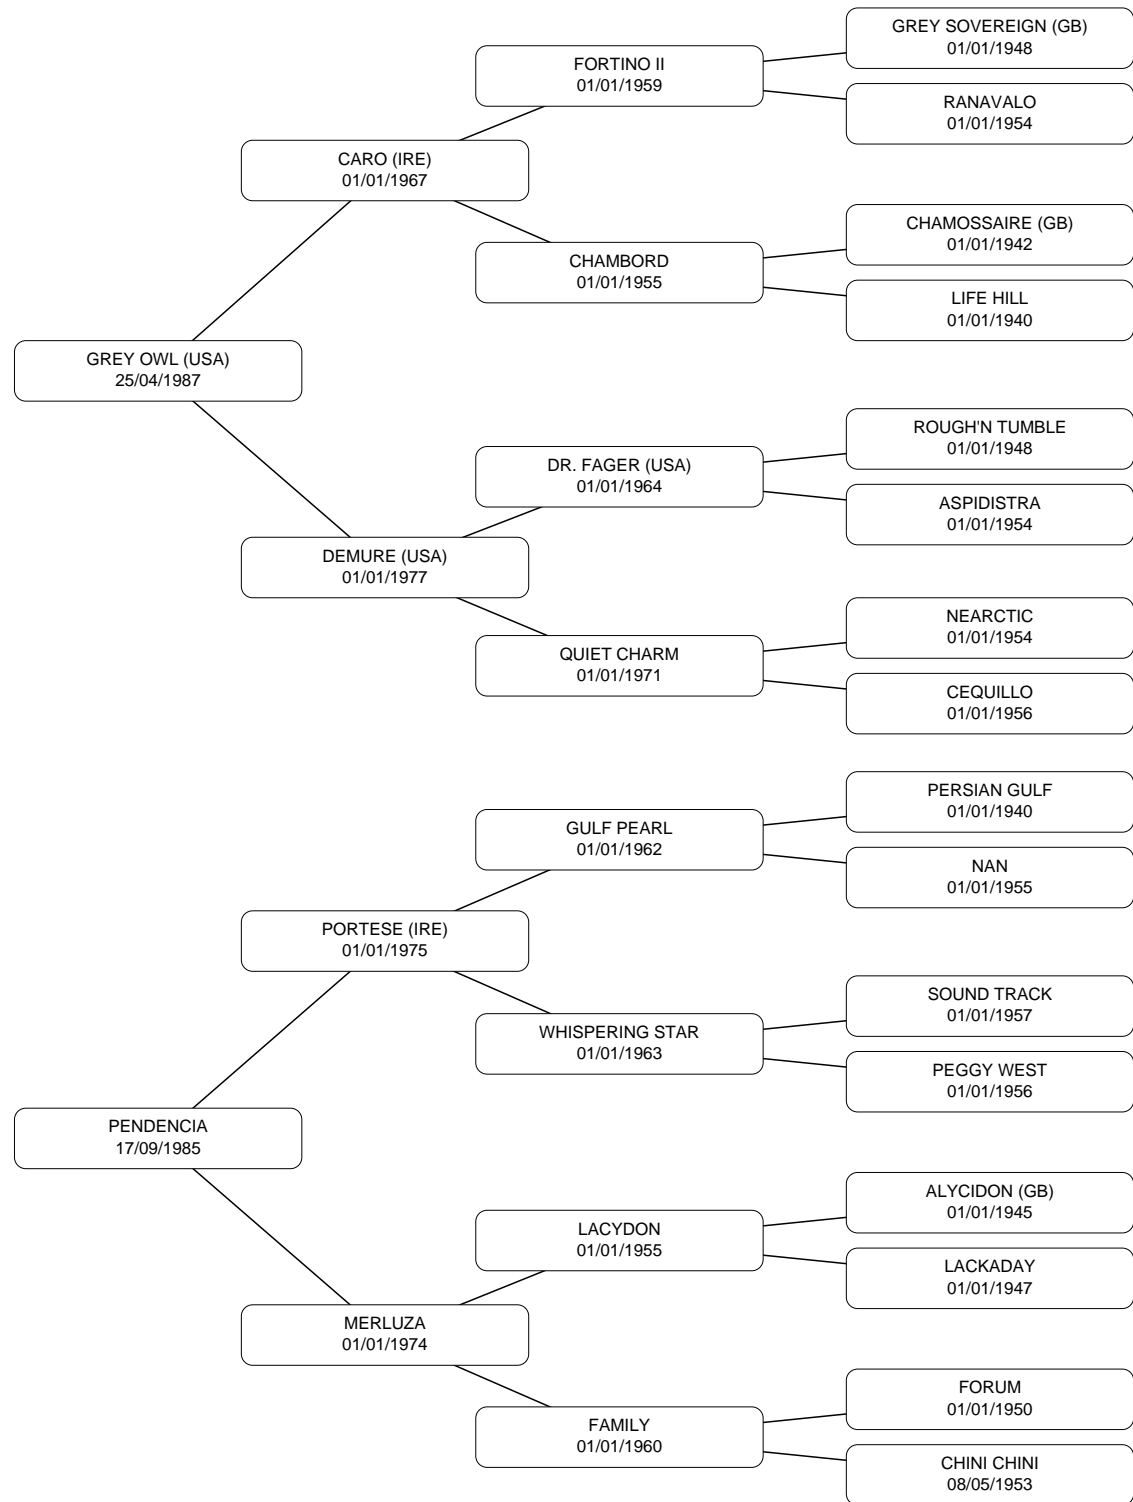 GREY SOVEREIGN (GB)
01/01/1948
FORTINO II
01/01/1959
RANAVALO
01/01/1954
CARO (IRE)
01/01/1967
CHAMOSSAIRE (GB)
01/01/1942
CHAMBORD
01/01/1955
LIFE HILL
01/01/1940
GREY OWL (USA)
25/04/1987
ROUGH'N TUMBLE
01/01/1948
DR. FAGER (USA)
01/01/1964
ASPIDISTRA
01/01/1954
DEMURE (USA)
01/01/1977
NEARCTIC
01/01/1954
QUIET CHARM
01/01/1971
CEQUILLO
01/01/1956
PERSIAN GULF
01/01/1940
GULF PEARL
01/01/1962
NAN
01/01/1955
PORTESE (IRE)
01/01/1975
SOUND TRACK
01/01/1957
WHISPERING STAR
01/01/1963
PEGGY WEST
01/01/1956
PENDENCIA
17/09/1985
ALYCIDON (GB)
01/01/1945
LACYDON
01/01/1955
LACKADAY
01/01/1947
MERLUZA
01/01/1974
FORUM
01/01/1950
FAMILY
01/01/1960
CHINI CHINI
08/05/1953